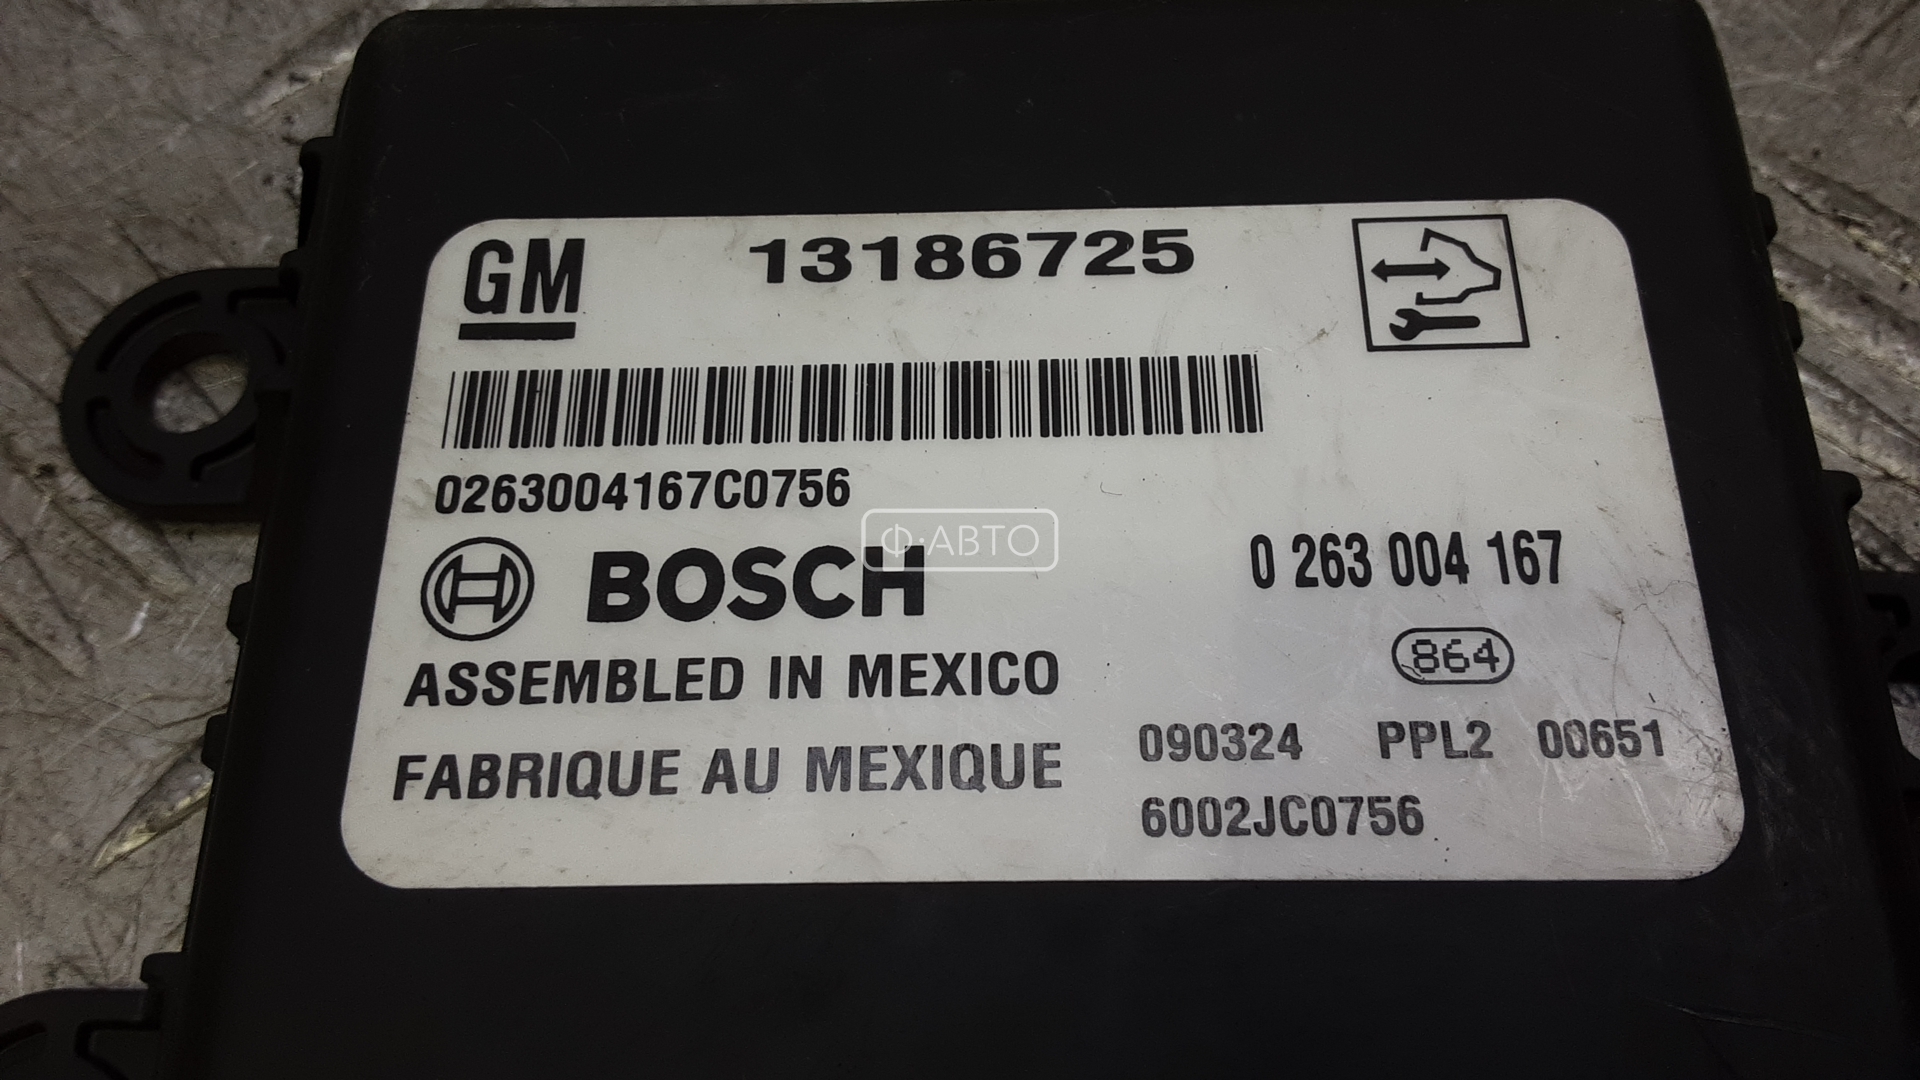 GM 13186725
0263004167C0756
Ф·АВТО
BOSCH 0 263 004 167
ASSEMBLED IN MEXICO 864
FABRIQUE AU MEXIQUE 090324 PPL2 00651
6002JC0756